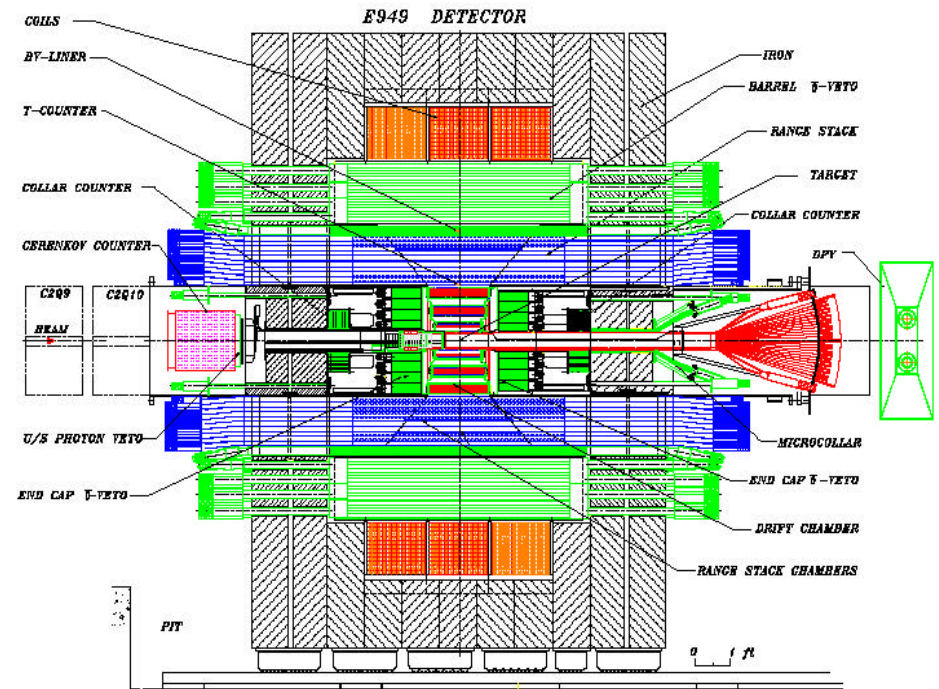 E949 DETECTOR
COILS
BV-LINER
T-COUNTER
COLLAR COUNTER
CERENKOV COUNTER
C2Q9
C2Q10
BEAM
U/S PHOTON VETO
END CAP γ-VETO
PIT
IRON
BARREL γ-VETO
RANGE STACK
TARGET
COLLAR COUNTER
DPV
MICROCOLLAR
END CAP γ-VETO
DRIFT CHAMBER
RANGE STACK CHAMBERS
0 1 ft